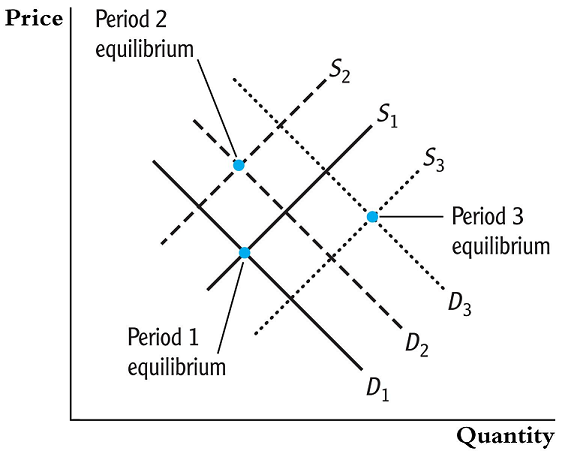 Price
Period 2
equilibrium
S2
S1
S3
Period 3
equilibrium
D3
Period 1
equilibrium
D2
D1
Quantity